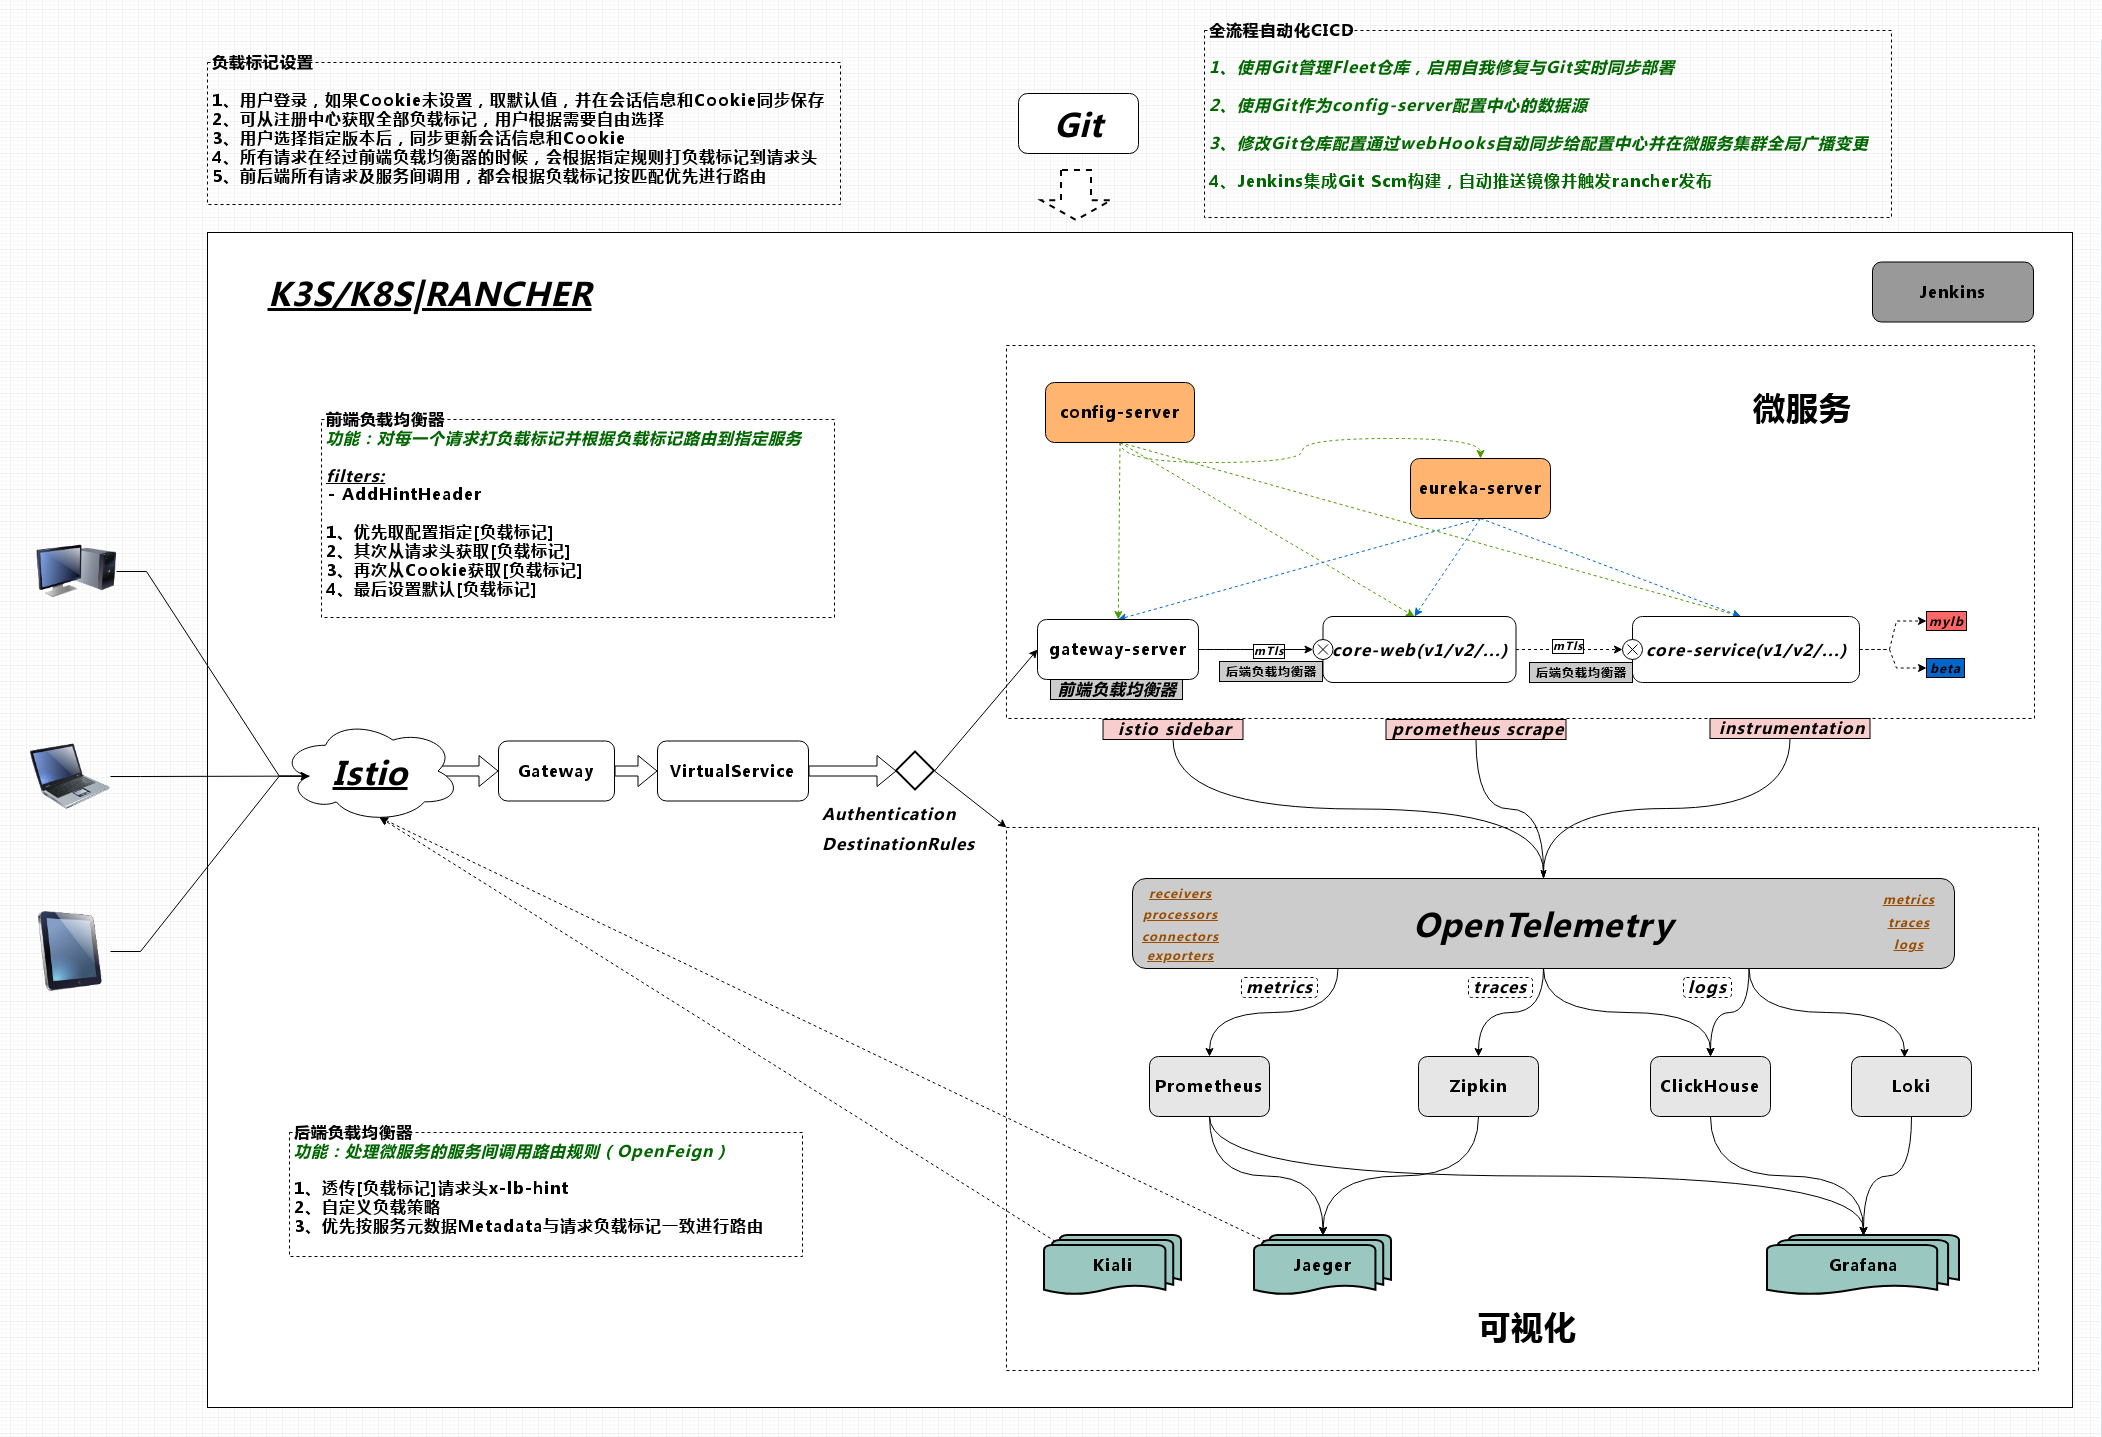 全流程自动化CICD
1、使用Git管理Fleet仓库，启用自我修复与Git实时同步部署
2、使用Git作为config-server配置中心的数据源
3、修改Git仓库配置通过webHooks自动同步给配置中心并在微服务集群全局广播变更
4、Jenkins集成Git Scm构建，自动推送镜像并触发rancher发布
负载标记设置
1、用户登录，如果Cookie未设置，取默认值，并在会话信息和Cookie同步保存
2、可从注册中心获取全部负载标记，用户根据需要自由选择
3、用户选择指定版本后，同步更新会话信息和Cookie
4、所有请求在经过前端负载均衡器的时候，会根据指定规则打负载标记到请求头
5、前后端所有请求及服务间调用，都会根据负载标记按匹配优先进行路由
Git
K3S/K8S|RANCHER
Jenkins
微服务
config-server
eureka-server
前端负载均衡器
功能：对每一个请求打负载标记并根据负载标记路由到指定服务
filters:
- AddHintHeader
1、优先取配置指定[负载标记]
2、其次从请求头获取[负载标记]
3、再次从Cookie获取[负载标记]
4、最后设置默认[负载标记]
gateway-server
前端负载均衡器
mTls
后端负载均衡器
core-web(v1/v2/...)
mTls
后端负载均衡器
core-service(v1/v2/...)
mylb
beta
istio sidebar
prometheus scrape
instrumentation
Istio
Gateway
VirtualService
Authentication
DestinationRules
receivers
processors
connectors
exporters
OpenTelemetry
metrics
traces
logs
metrics
traces
logs
Prometheus
Zipkin
ClickHouse
Loki
后端负载均衡器
功能：处理微服务的服务间调用路由规则（OpenFeign）
1、透传[负载标记]请求头x-lb-hint
2、自定义负载策略
3、优先按服务元数据Metadata与请求负载标记一致进行路由
Kiali
Jaeger
Grafana
可视化